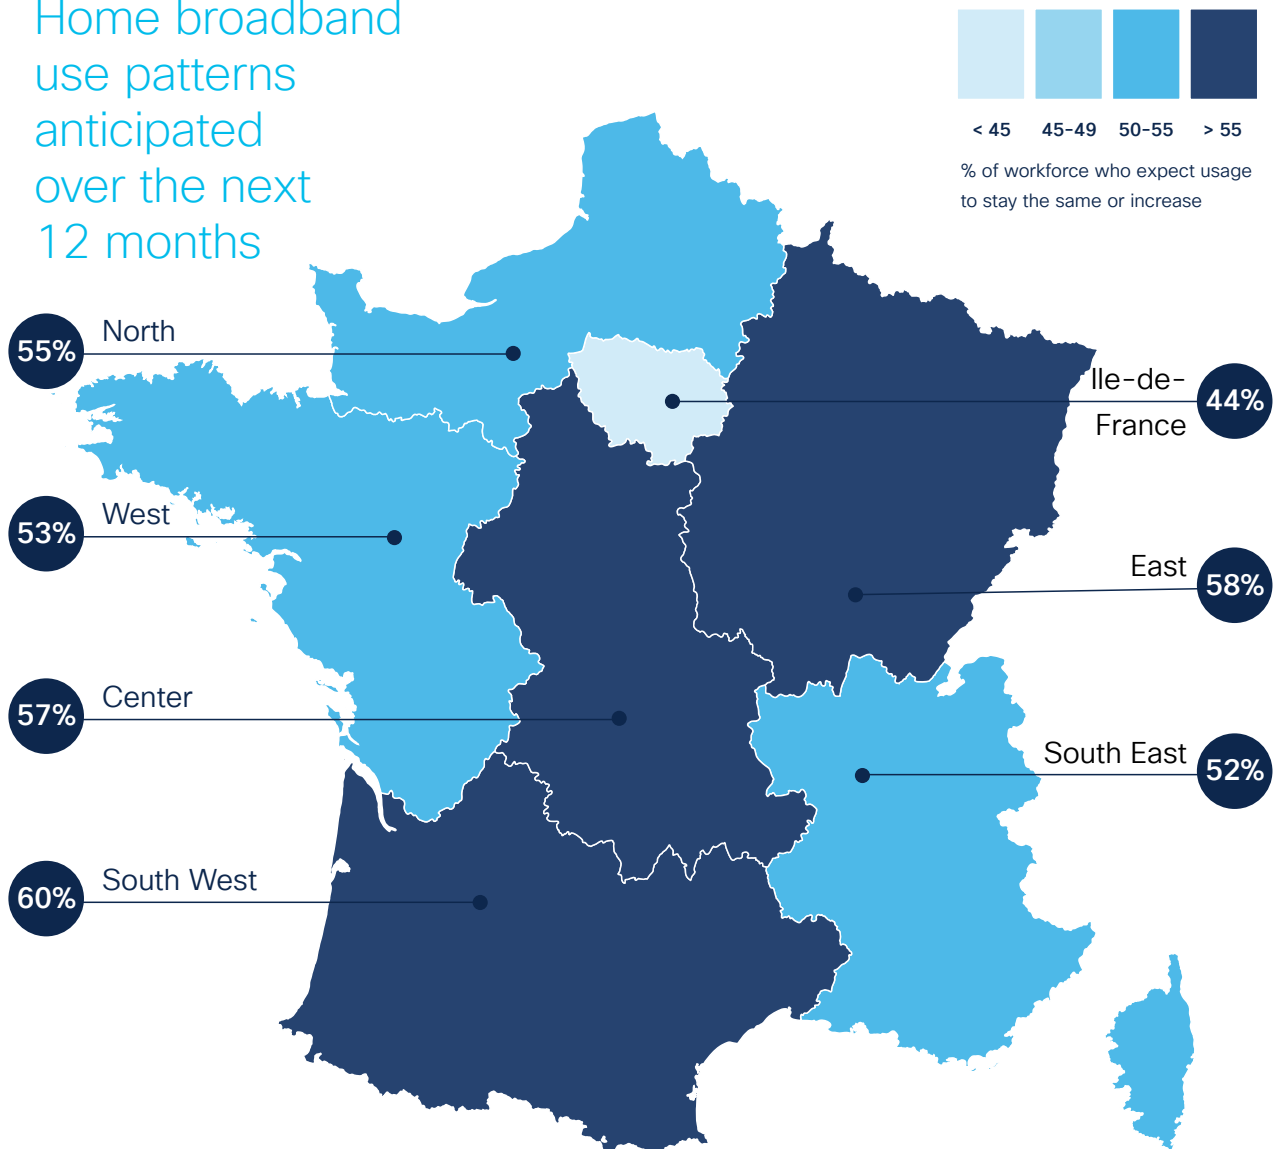 Home broadband
use patterns
anticipated
over the next
12 months
< 45
45-49
50-55
> 55
% of workforce who expect usage
to stay the same or increase
55%
North
53%
West
57%
Center
60%
South West
Ile-de-
France
44%
East
58%
South East
52%